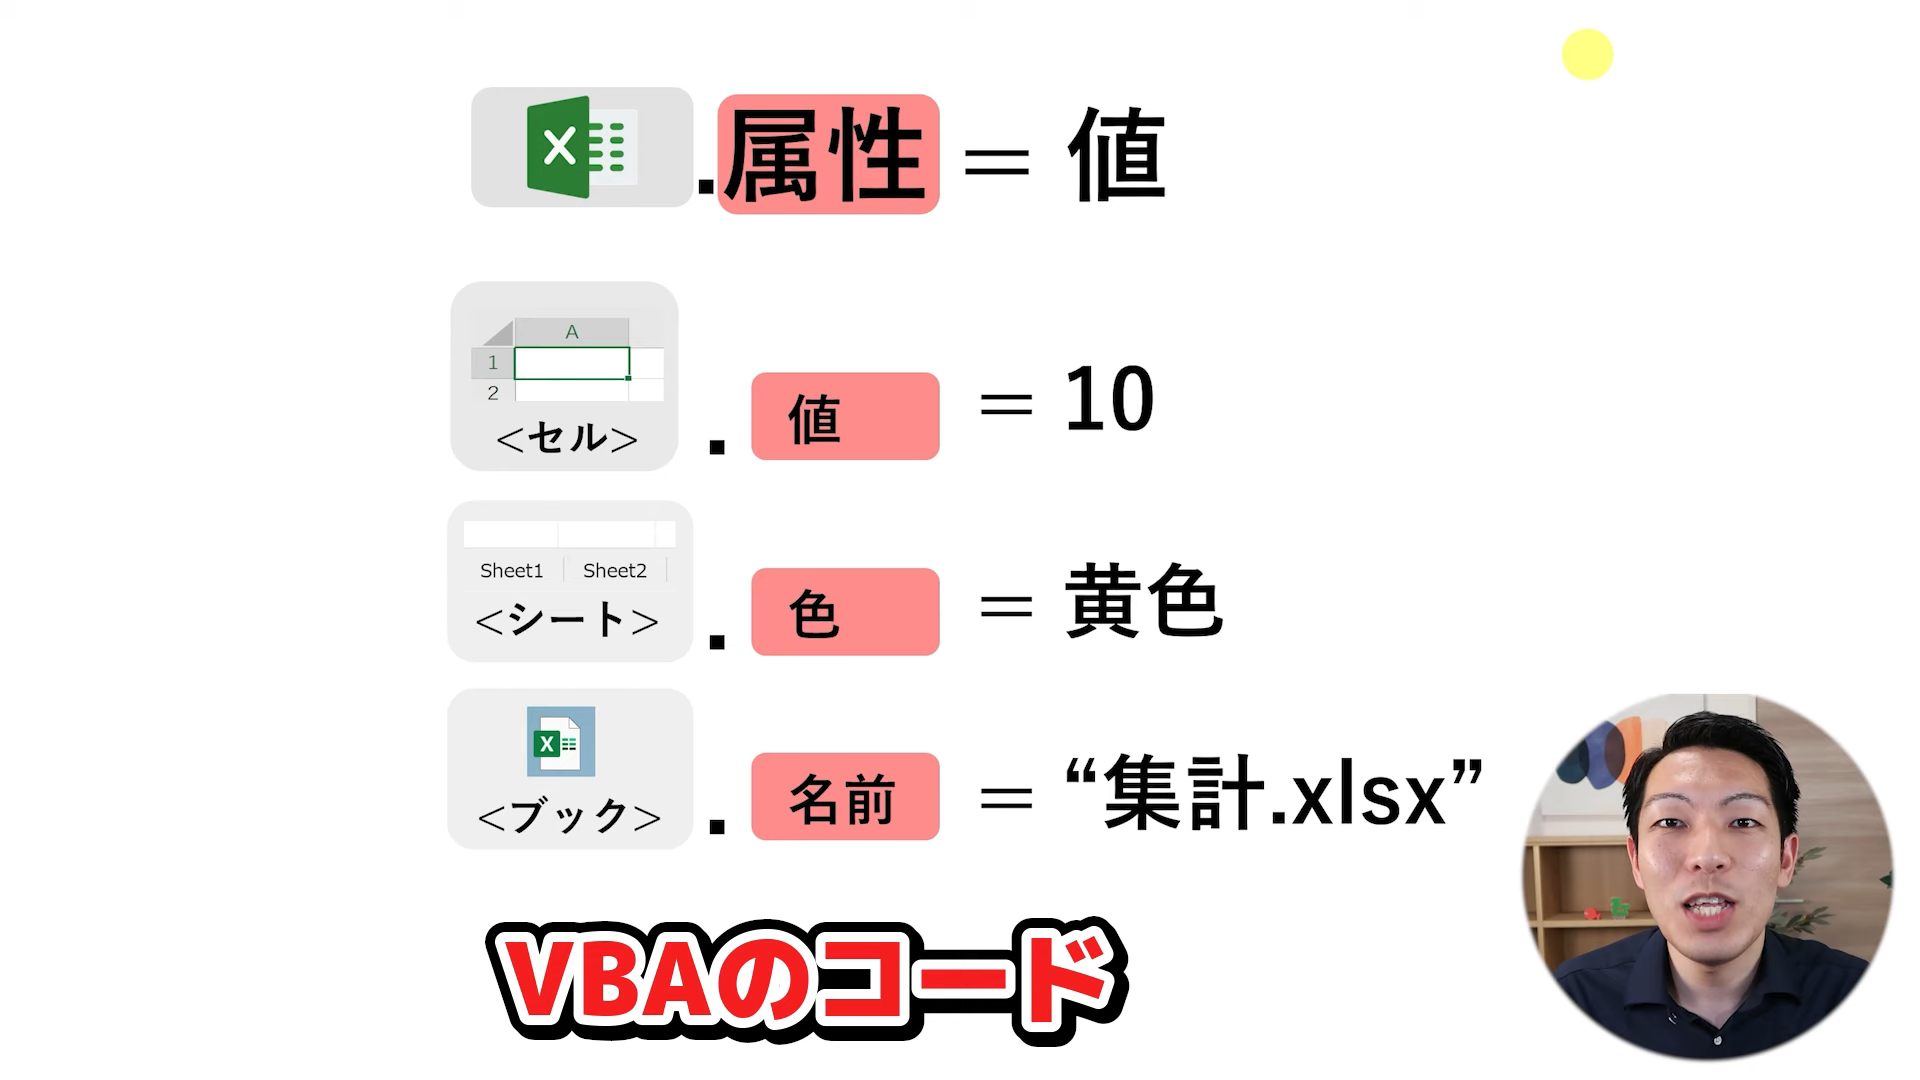 X .属性 = 値
A
1
2
<セル> . 値 = 10
Sheet1 Sheet2
<シート> . 色 = 黄色
X
<ブック> . 名前 = “集計.xlsx”
VBAのコード